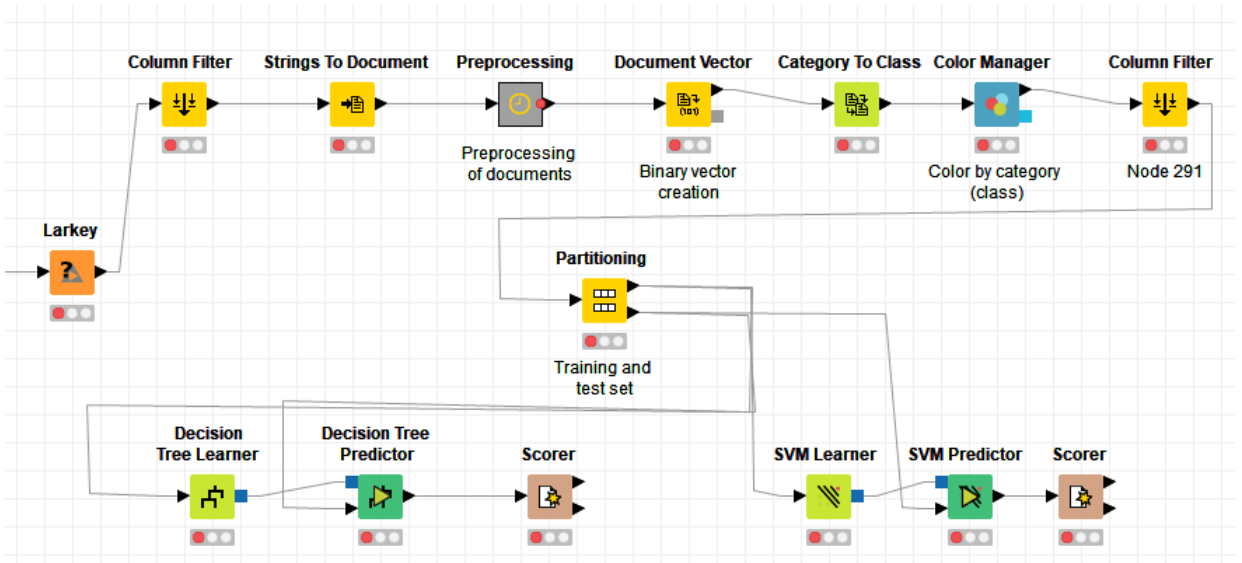 Column Filter
Strings To Document
Preprocessing
Document Vector
Category To Class
Color Manager
Column Filter
Preprocessing
of documents
Binary vector
creation
Color by category
(class)
Node 291
Larkey
?
Partitioning
Training and
test set
Decision
Tree Learner
Decision Tree
Predictor
Scorer
SVM Learner
SVM Predictor
Scorer